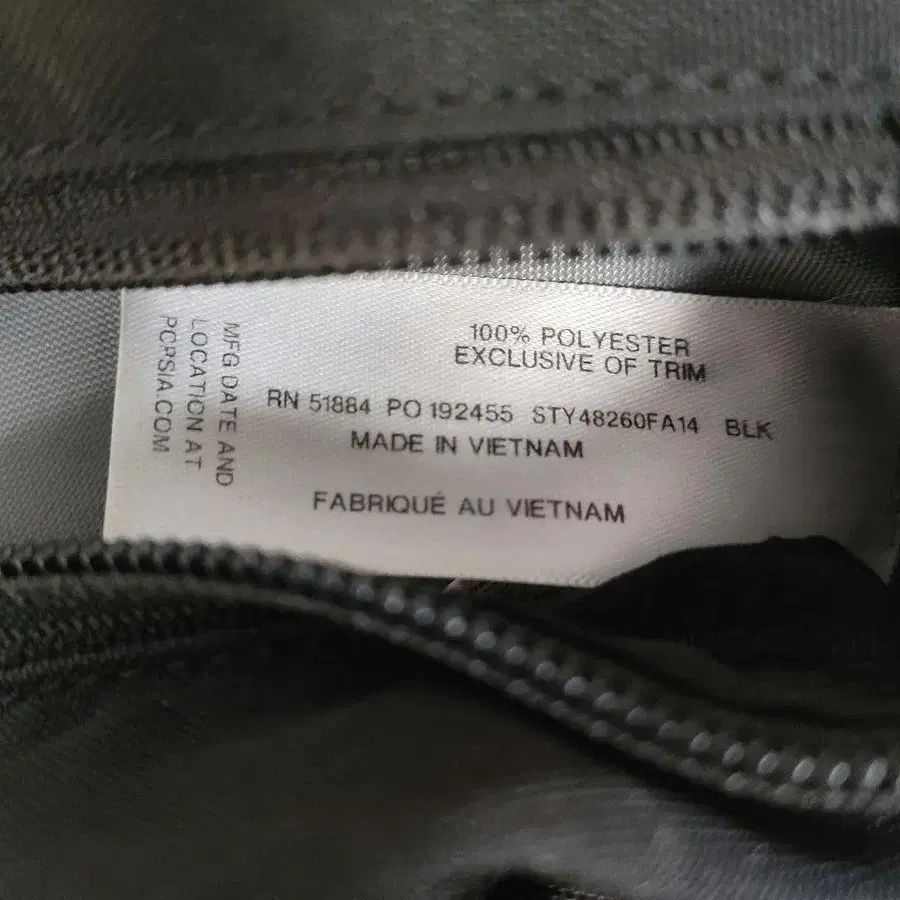 100% POLYESTER
EXCLUSIVE OF TRIM
RN 51884 PO 192455 STY48260FA14 BLK
MADE IN VIETNAM
FABRIQUÉ AU VIETNAM
MFG DATE AND
LOCATION AT
PCPSIA.COM